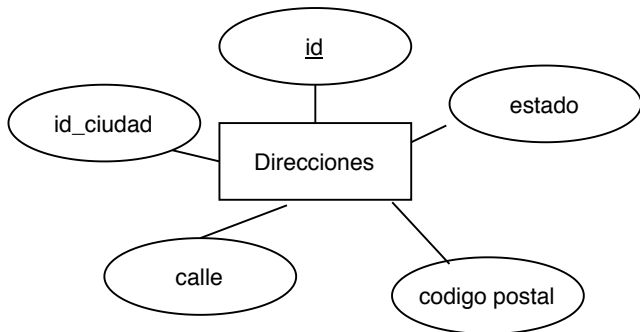 id
estado
id_ciudad
Direcciones
calle
codigo postal